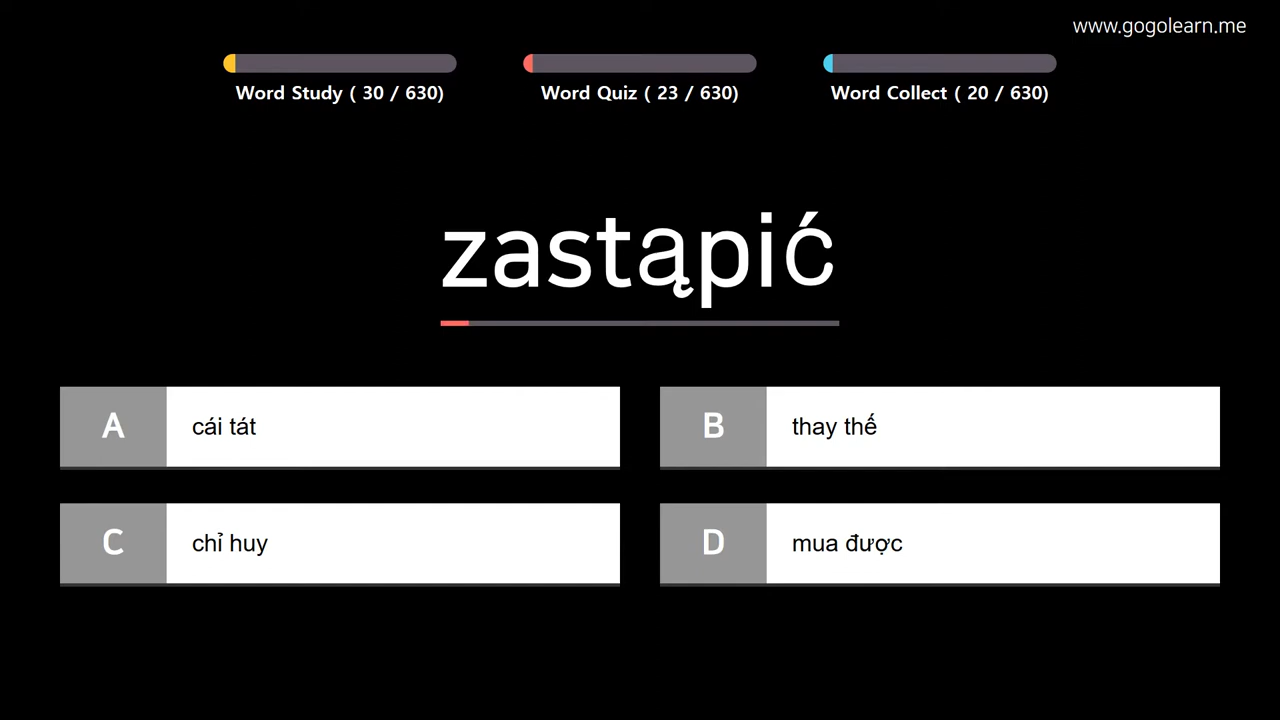 www.gogolearn.me
Word Study ( 30 / 630)
Word Quiz ( 23 / 630)
Word Collect ( 20 / 630)
zastąpić
A cái tát
B thay thế
C chỉ huy
D mua được